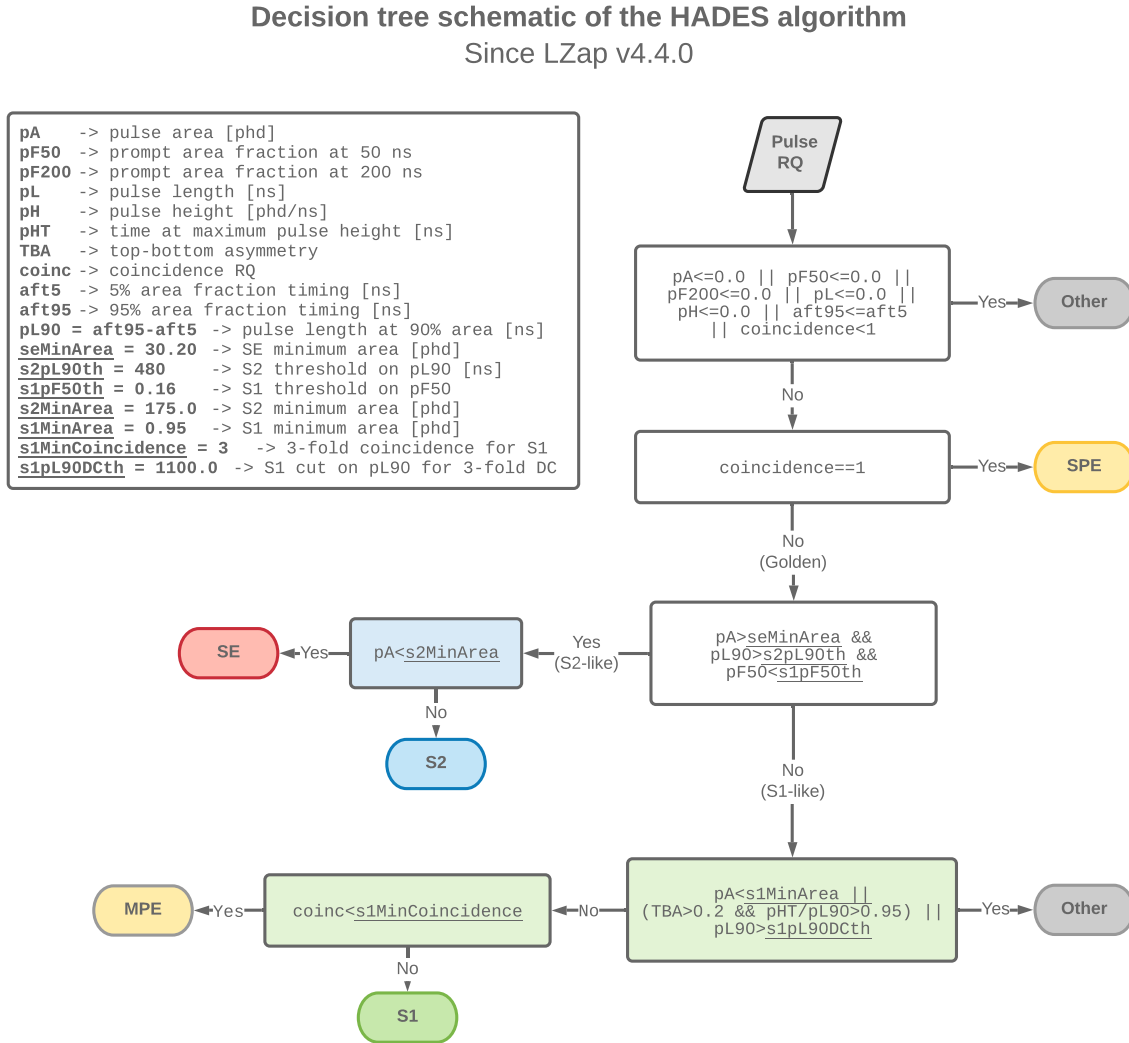 Decision tree schematic of the HADES algorithm
Since LZap v4.4.0
pA -> pulse area [phd]
pF50 -> prompt area fraction at 50 ns
pF200 -> prompt area fraction at 200 ns
pL -> pulse length [ns]
pH -> pulse height [phd/ns]
pHT -> time at maximum pulse height [ns]
TBA -> top-bottom asymmetry
coinc -> coincidence RQ
aft5 -> 5% area fraction timing [ns]
aft95 -> 95% area fraction timing [ns]
pL90 = aft95-aft5 -> pulse length at 90% area [ns]
seMinArea = 30.20 -> SE minimum area [phd]
s2pL90th = 480 -> S2 threshold on pL90 [ns]
s1pF50th = 0.16 -> S1 threshold on pF50
s2MinArea = 175.0 -> S2 minimum area [phd]
s1MinArea = 0.95 -> S1 minimum area [phd]
s1MinCoincidence = 3 -> 3-fold coincidence for S1
s1pL90DCth = 1100.0 -> S1 cut on pL90 for 3-fold DC
Pulse
RQ
pA<=0.0 || pF50<=0.0 ||
pF200<=0.0 || pL<=0.0 ||
pH<=0.0 || aft95<=aft5
|| coincidence<1
Yes
Other
No
coincidence==1
Yes
SPE
No
(Golden)
pA>seMinArea &&
pL90>s2pL90th &&
pF50<s1pF50th
Yes
(S2-like)
pA<s2MinArea
Yes
SE
No
S2
No
(S1-like)
pA<s1MinArea ||
(TBA>0.2 && pHT/pL90>0.95) ||
pL90>s1pL90DCth
Yes
Other
No
coinc<s1MinCoincidence
Yes
MPE
No
S1